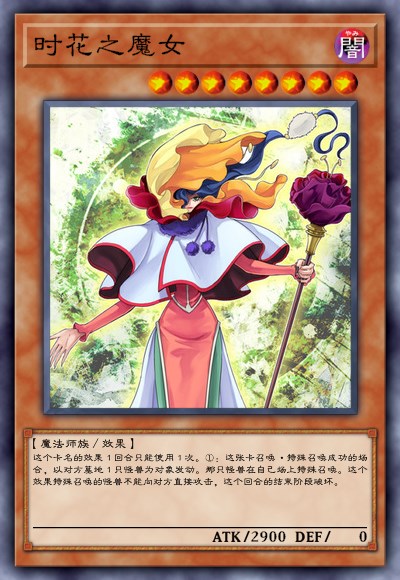 时花之魔女
やみ
闇
【魔法师族／效果】
这个卡名的效果1回合只能使用1次。①：这张卡召唤·特殊召唤成功的场
合，以对方墓地1只怪兽为对象发动。那只怪兽在自己场上特殊召唤。这个
效果特殊召唤的怪兽不能向对方直接攻击，这个回合的结束阶段破坏。
ATK/2900 DEF/ 0